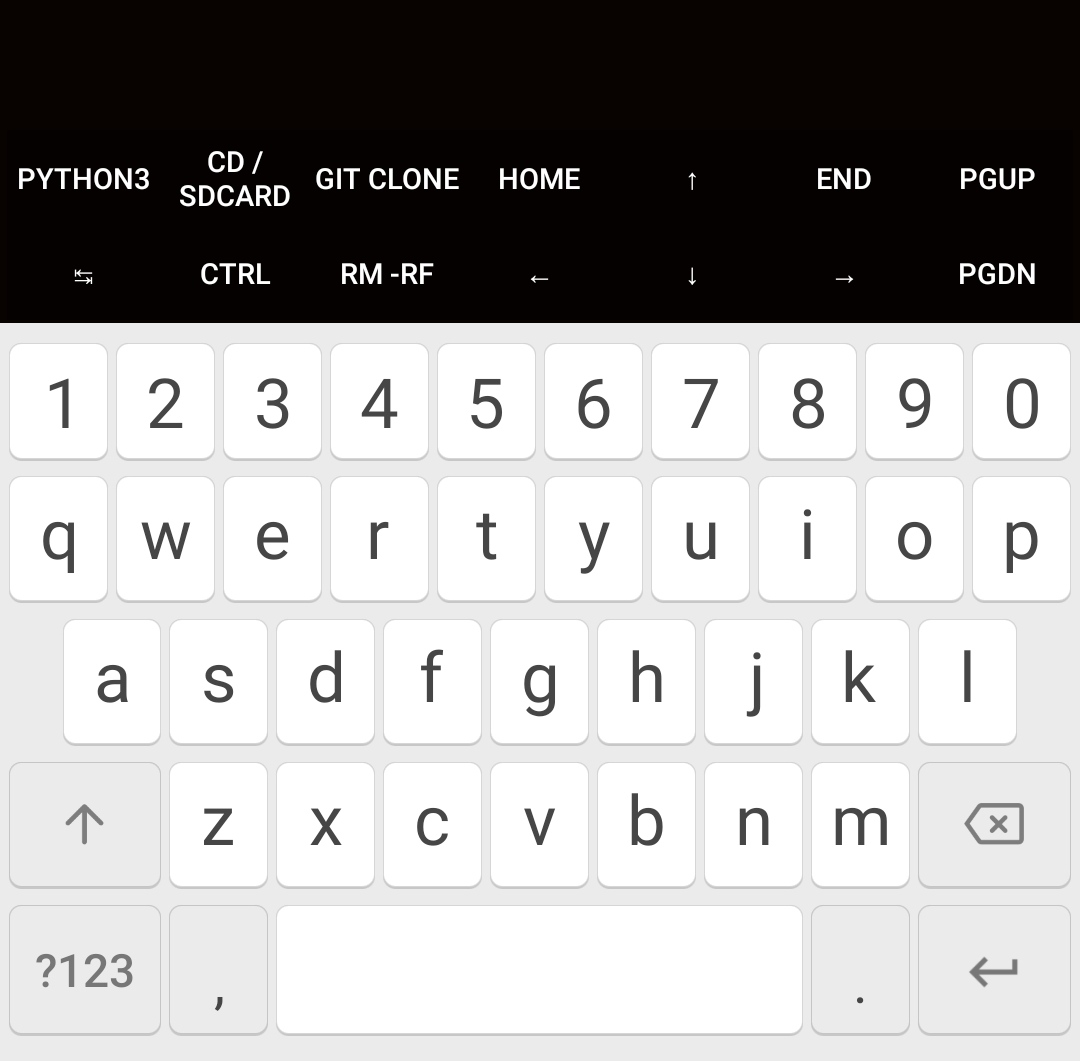 PYTHON3 CD / SDCARD GIT CLONE HOME ↑ END PGUP
↹ CTRL RM -RF ← ↓ → PGDN
1 2 3 4 5 6 7 8 9 0
q w e r t y u i o p
a s d f g h j k l
z x c v b n m
?123 , .